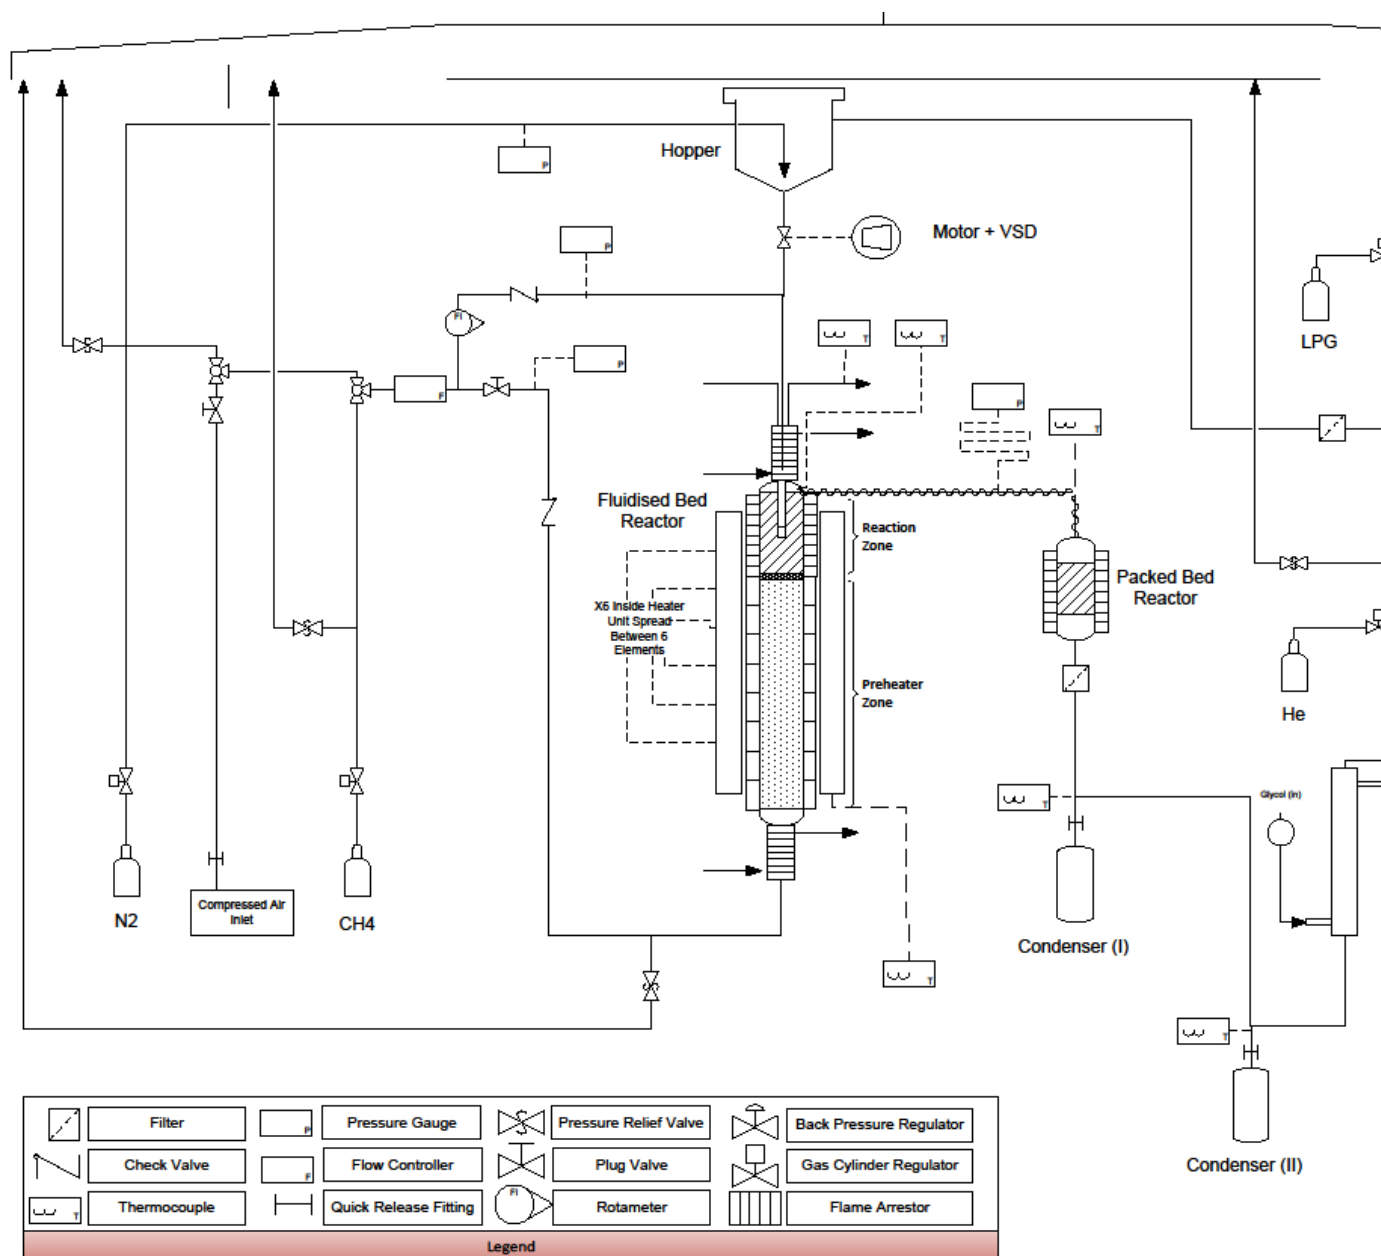 Hopper
P
Motor + VSD
P
LPG
FI
T
T
P
F
P
T
Fluidised Bed
Reactor
Reaction
Zone
Packed Bed
Reactor
X6 Inside Heater
Unit Spread
Between 6
Elements
Preheater
Zone
He
T
Glycol (in)
N2
Compressed Air
Inlet
CH4
Condenser (I)
T
T
Condenser (II)
Filter
P
Pressure Gauge
Pressure Relief Valve
Back Pressure Regulator
Check Valve
F
Flow Controller
Plug Valve
Gas Cylinder Regulator
T
Thermocouple
Quick Release Fitting
FI
Rotameter
Flame Arrestor
Legend